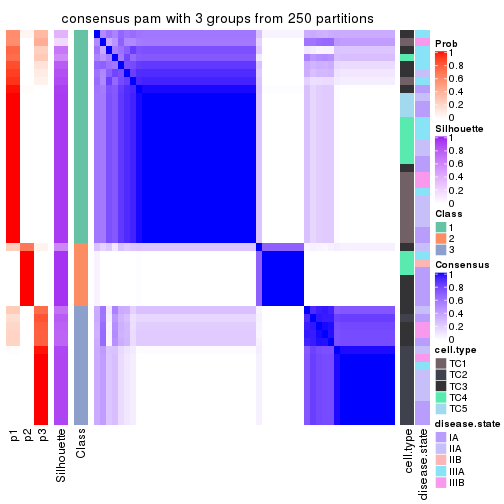 consensus pam with 3 groups from 250 partitions
Prob
1
0.8
0.6
0.4
0.2
0
Silhouette
1
0.8
0.6
0.4
0.2
0
Class
1
2
3
Consensus
1
0.8
0.6
0.4
0.2
0
cell.type
TC1
TC2
TC3
TC4
TC5
disease.state
IA
IIA
IIB
IIIA
IIIB
p1
p2
p3
Silhouette
Class
cell.type
disease.state